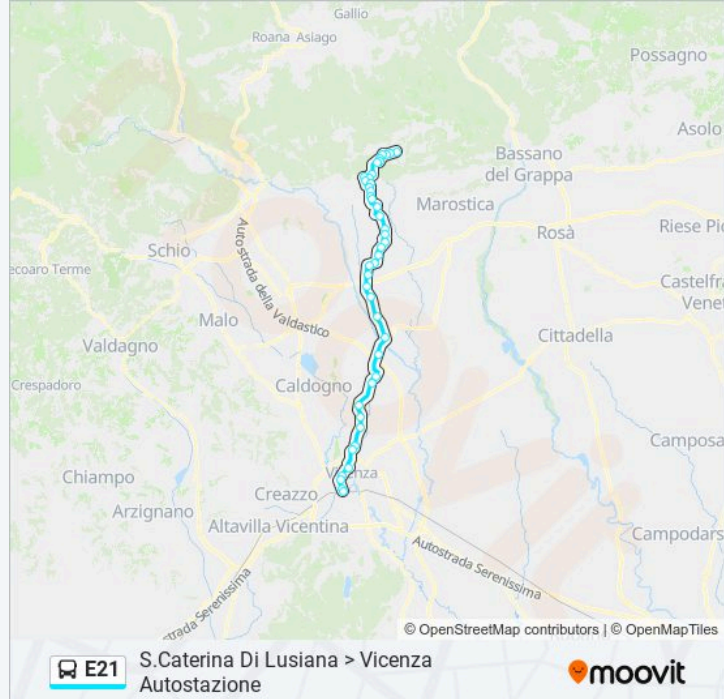 Gallio
Roana Asiago
Possagno
Asolo
Bassano
del Grappa
Marostica
Rosà
Riese Pi
Schio
ecoaro Terme
Autostrada della Valdastico
Castelfra
Venet
Malo
Cittadella
Valdagno
Caldogno
Crespadoro
Camposa
Chiampo
Vicenza
Creazzo
Arzignano
Altavilla Vicentina
Campodars
Autostrada Serenissima
strada Serenissima
© OpenStreetMap contributors | © OpenMapTiles
E21
S.Caterina Di Lusiana > Vicenza
Autostazione
moovit